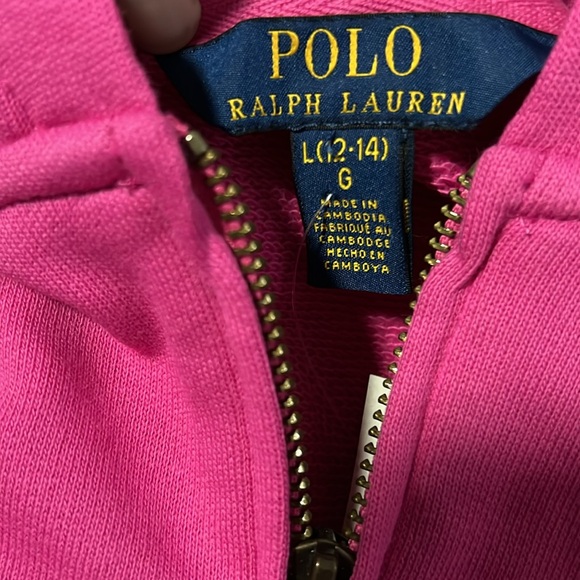 POLO
RALPH LAUREN
L(12-14)
G
MADE IN
CAMBODIA
FABRIQUÉ AU
CAMBODGE
HECHO EN
CAMBOYA